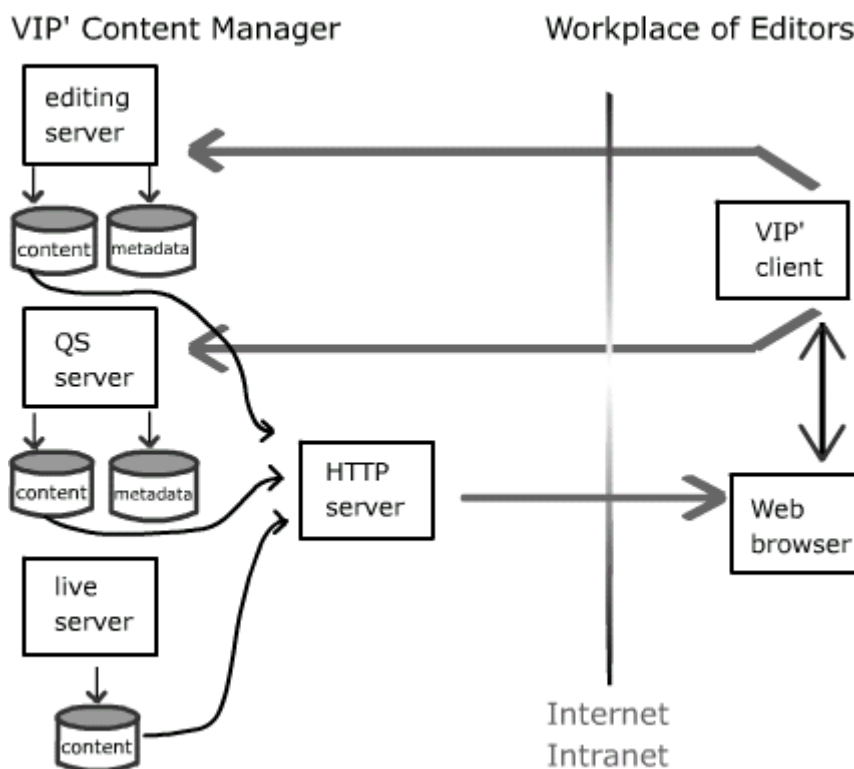 VIP' Content Manager
Workplace of Editors
editing
server
content
metadata
VIP'
client
QS
server
content
metadata
HTTP
server
Web
browser
live
server
content
Internet
Intranet